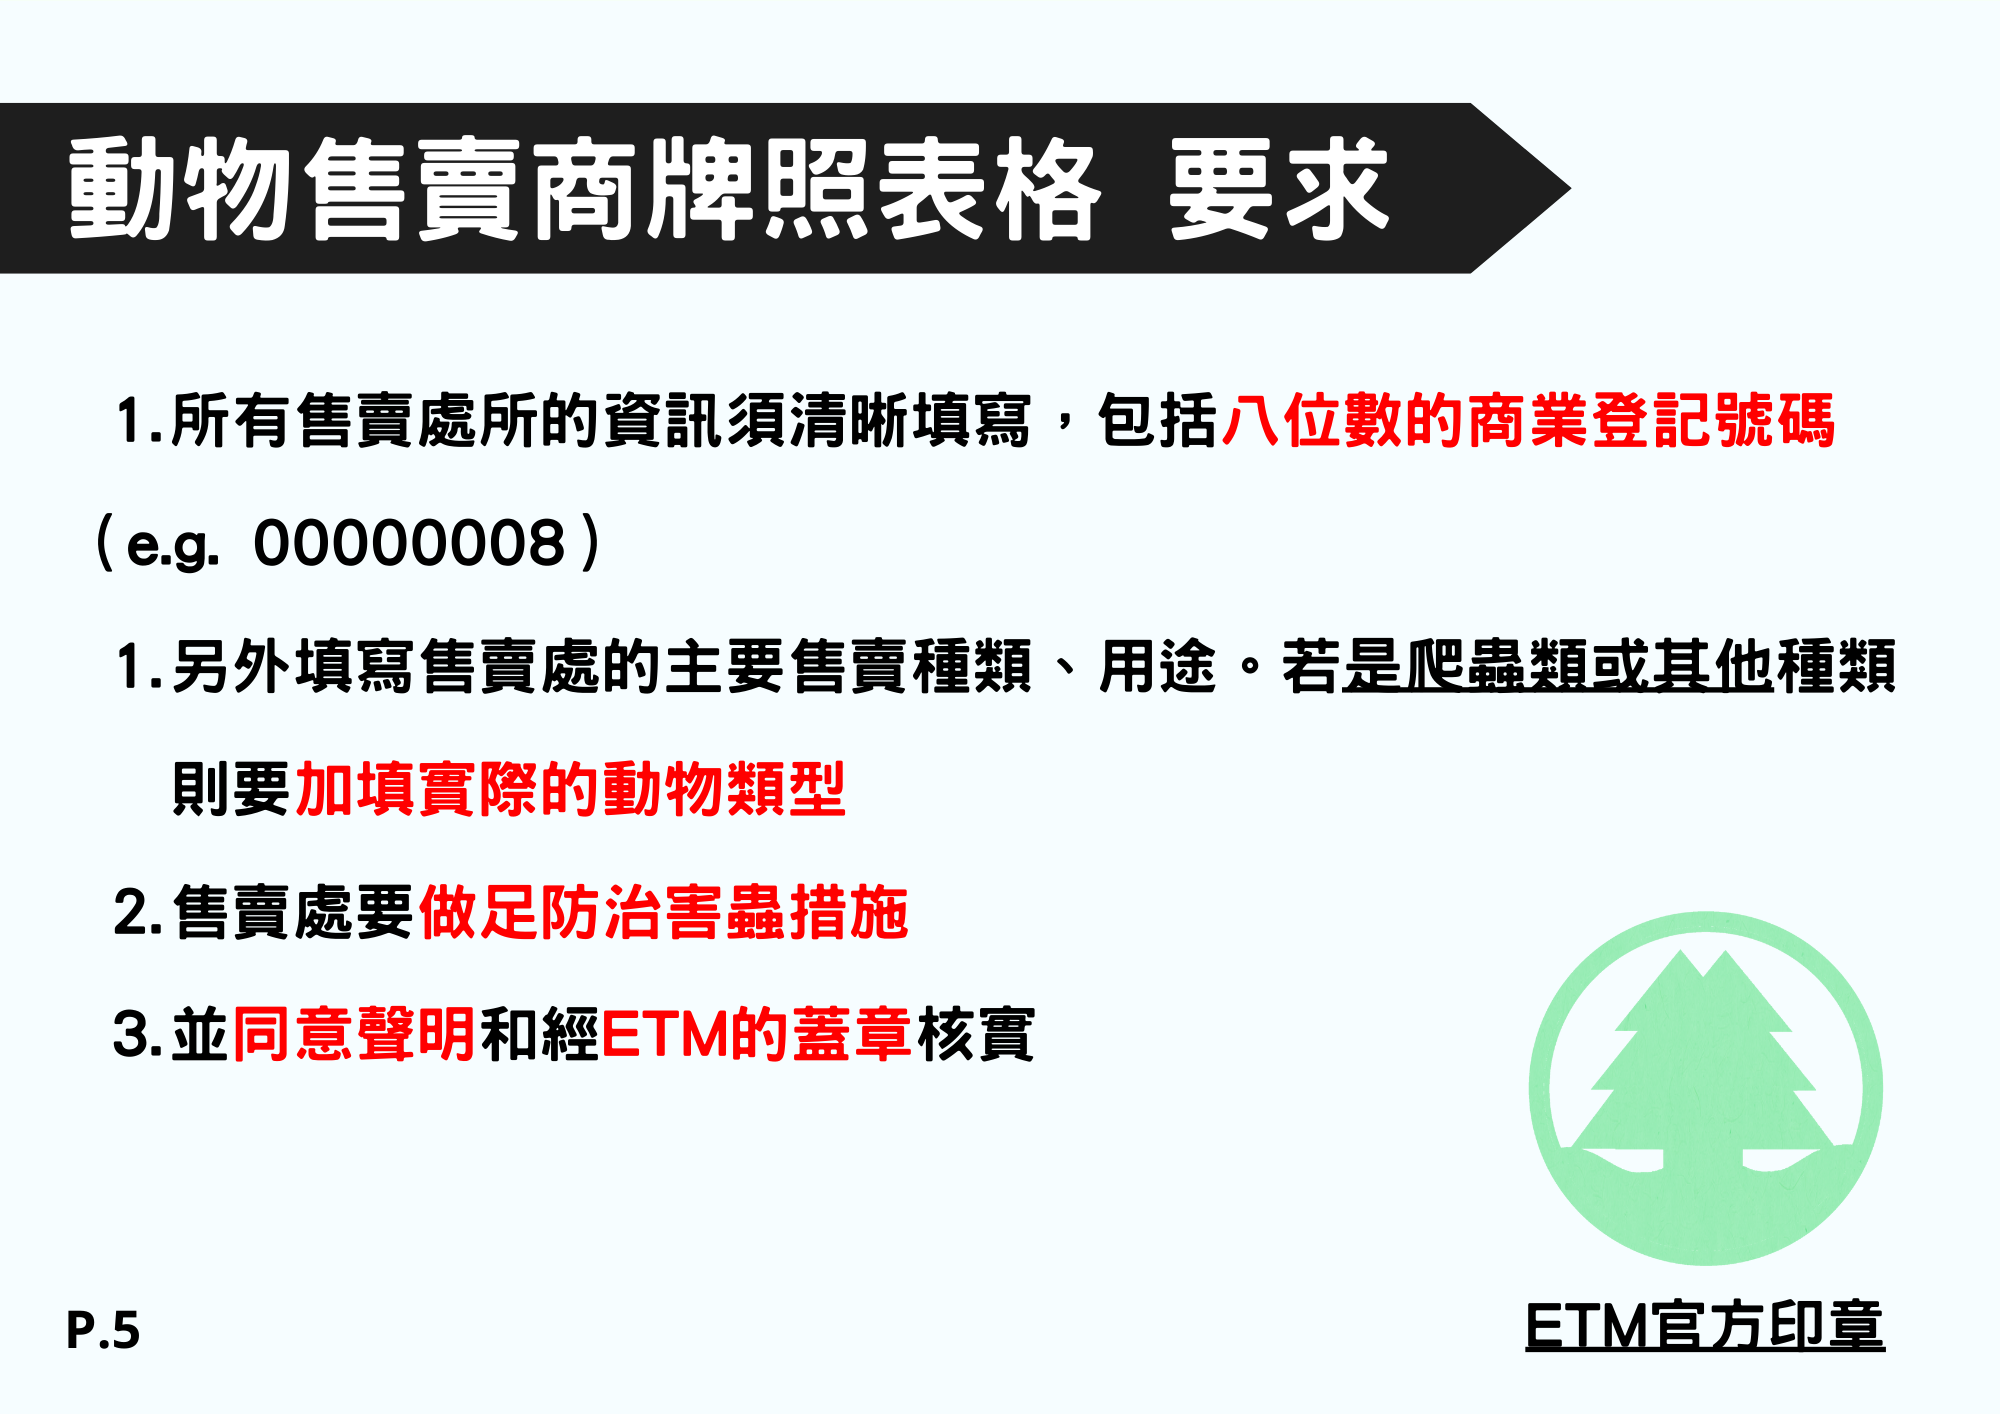 動物售賣商牌照表格 要求
1.所有售賣處所的資訊須清晰填寫，包括八位數的商業登記號碼
（e.g. 00000008）
1.另外填寫售賣處的主要售賣種類、用途。若是爬蟲類或其他種類
則要加填實際的動物類型
2.售賣處要做足防治害蟲措施
3.並同意聲明和經ETM的蓋章核實
P.5
ETM官方印章